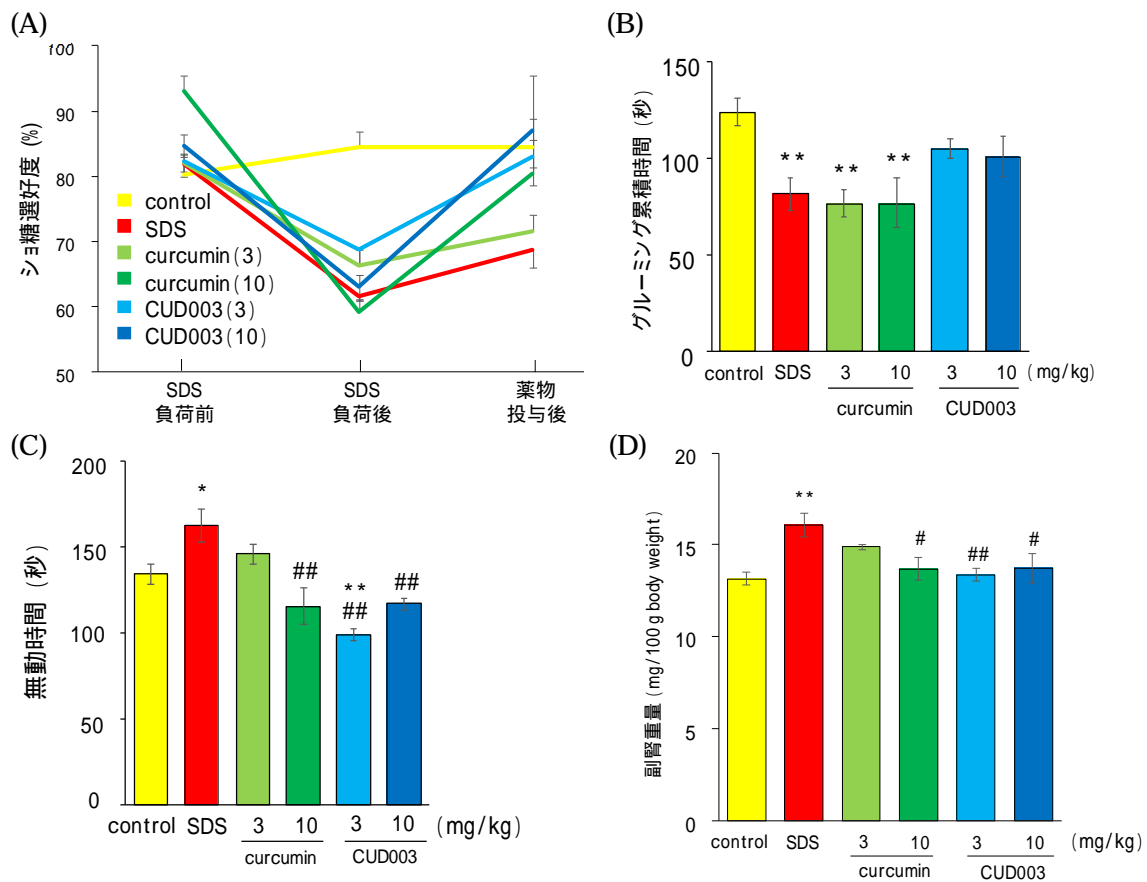 (A)
100
90
80
70
60
50
ショ糖選好度 (%)
control
SDS
curcumin(3)
curcumin(10)
CUD003(3)
CUD003(10)
SDS
負荷前
SDS
負荷後
薬物
投与後
(B)
150
100
50
0
グルーミング累積時間 (秒)
** ** **
control SDS 3 10 3 10 (mg/kg)
curcumin CUD003
(C)
200
150
100
50
0
無動時間 (秒)
*
##
**
##
##
control SDS 3 10 3 10 (mg/kg)
curcumin CUD003
(D)
20
15
10
5
0
副腎重量 (mg/100 g body weight)
**
# ## #
control SDS 3 10 3 10 (mg/kg)
curcumin CUD003